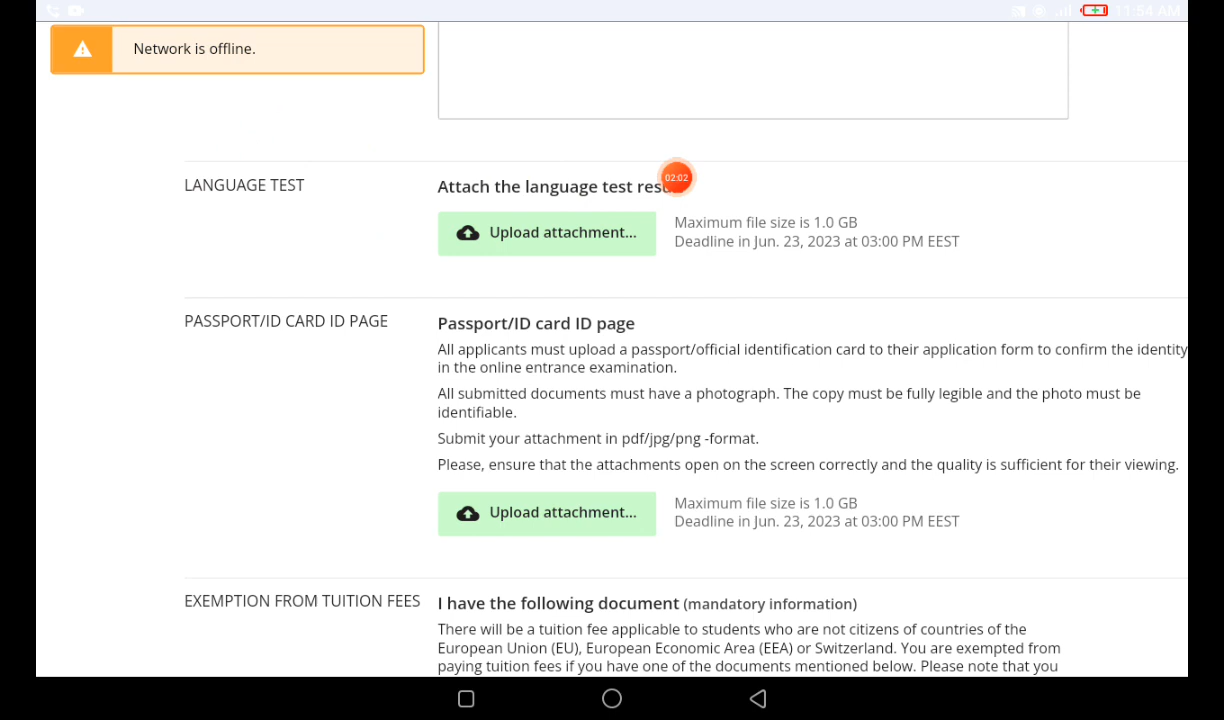 11:54 AM
Network is offline.
LANGUAGE TEST
Attach the language test
02:02
Upload attachment...
Maximum file size is 1.0 GB
Deadline in Jun. 23, 2023 at 03:00 PM EEST
PASSPORT/ID CARD ID PAGE
Passport/ID card ID page
All applicants must upload a passport/official identification card to their application form to confirm the identity
in the online entrance examination.
All submitted documents must have a photograph. The copy must be fully legible and the photo must be
identifiable.
Submit your attachment in pdf/jpg/png -format.
Please, ensure that the attachments open on the screen correctly and the quality is sufficient for their viewing.
Upload attachment...
Maximum file size is 1.0 GB
Deadline in Jun. 23, 2023 at 03:00 PM EEST
EXEMPTION FROM TUITION FEES
I have the following document (mandatory information)
There will be a tuition fee applicable to students who are not citizens of countries of the
European Union (EU), European Economic Area (EEA) or Switzerland. You are exempted from
paying tuition fees if you have one of the documents mentioned below. Please note that you